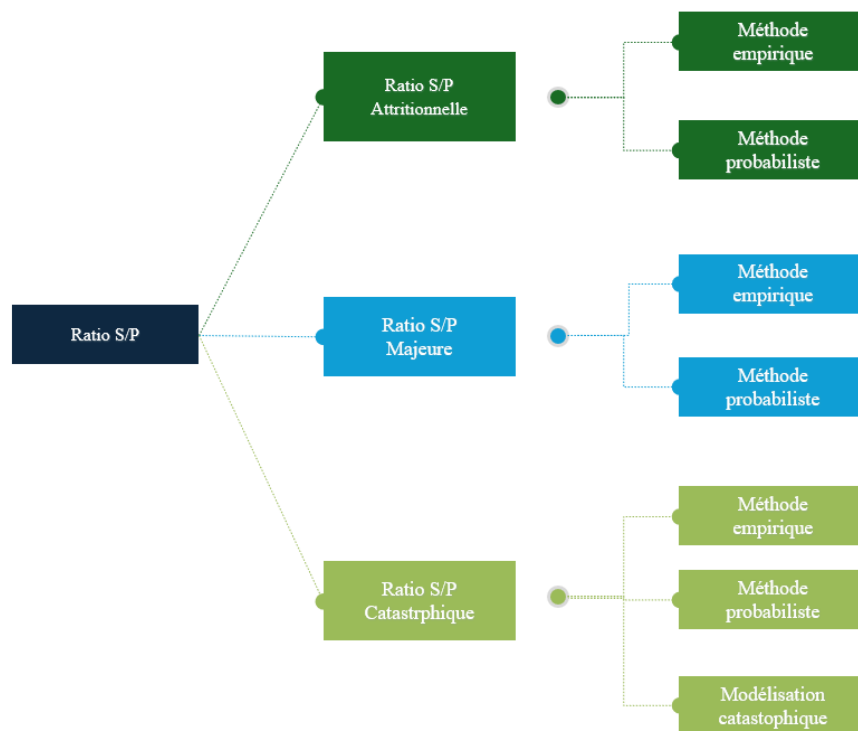 Ratio S/P
Ratio S/P
Attritionnelle
Méthode
empirique
Méthode
probabiliste
Ratio S/P
Majeure
Méthode
empirique
Méthode
probabiliste
Ratio S/P
Catastrphique
Méthode
empirique
Méthode
probabiliste
Modélisation
catastophique